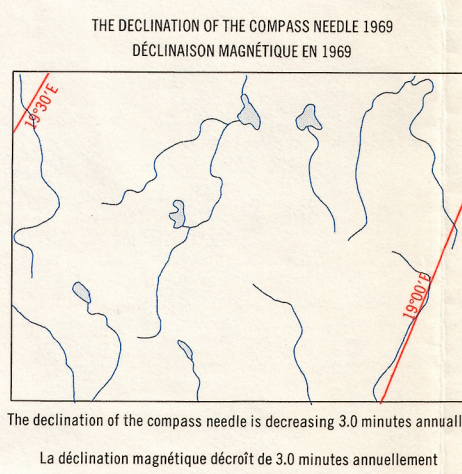 THE DECLINATION OF THE COMPASS NEEDLE 1969
DÉCLINAISON MAGNÉTIQUE EN 1969
19°30'E
19°00'E
The declination of the compass needle is decreasing 3.0 minutes annuall
La déclination magnétique décroît de 3.0 minutes annuellement